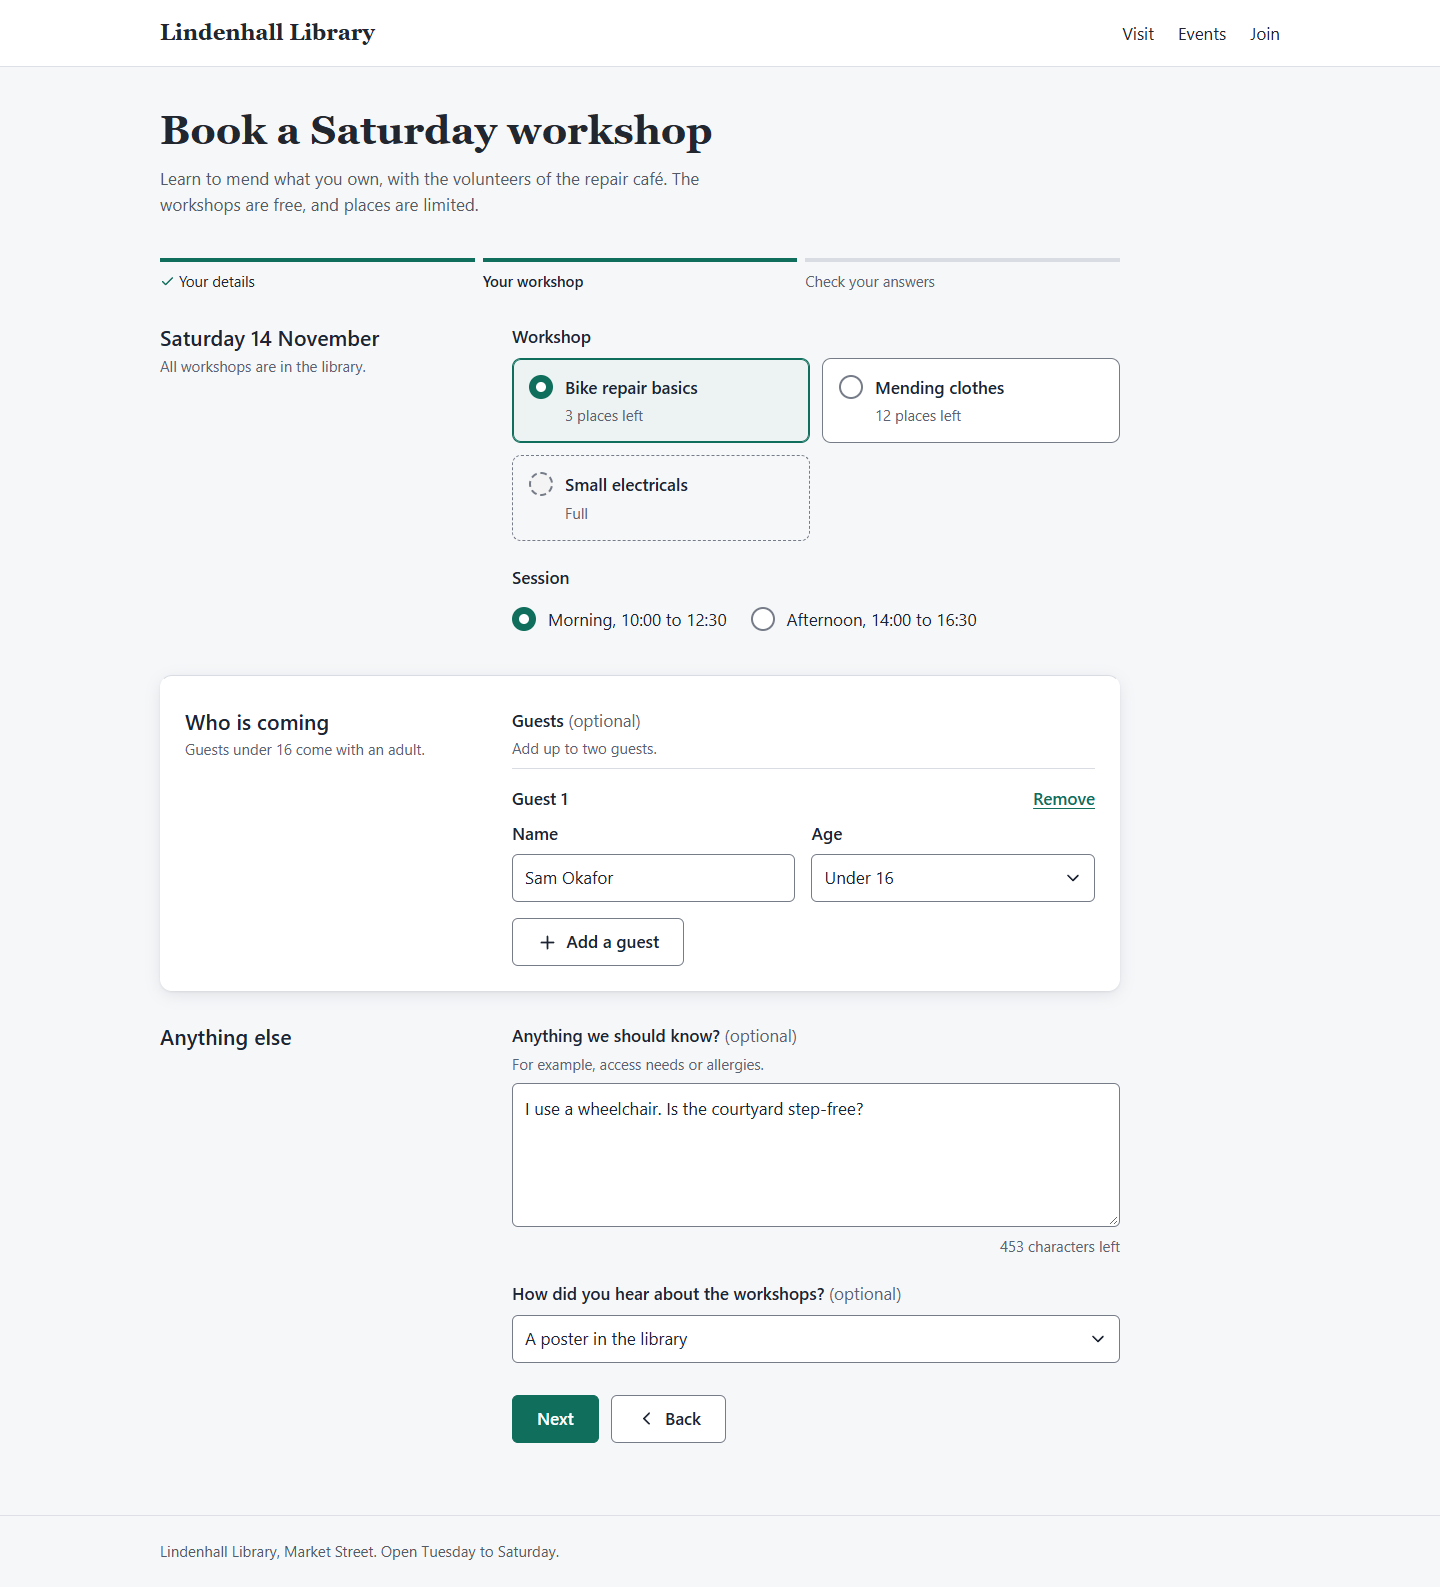 Lindenhall Library
Visit
Events
Join
Book a Saturday workshop
Learn to mend what you own, with the volunteers of the repair café. The
workshops are free, and places are limited.
Your details
Your workshop
Check your answers
Saturday 14 November
All workshops are in the library.
Workshop
Bike repair basics
3 places left
Mending clothes
12 places left
Small electricals
Full
Session
Morning, 10:00 to 12:30
Afternoon, 14:00 to 16:30
Who is coming
Guests under 16 come with an adult.
Guests (optional)
Add up to two guests.
Guest 1
Remove
Name
Age
Sam Okafor
Under 16
Add a guest
Anything else
Anything we should know? (optional)
For example, access needs or allergies.
I use a wheelchair. Is the courtyard step-free?
453 characters left
How did you hear about the workshops? (optional)
A poster in the library
Next
Back
Lindenhall Library, Market Street. Open Tuesday to Saturday.